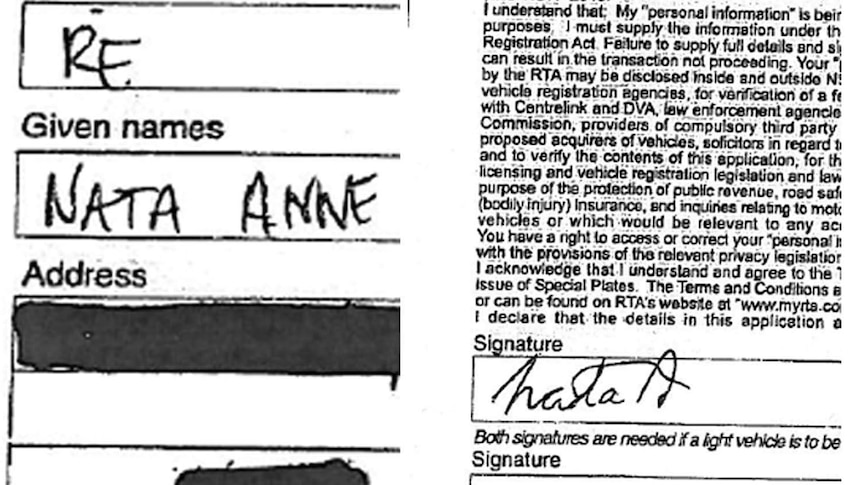 RE
Given names
NATA ANNE
Address
I understand that: My "personal information" is bein
purposes. I must supply the information under th
Registration Act. Failure to supply full details and si
can result in the transaction not proceeding. Your "
by the RTA may be disclosed inside and outside N
vehicle registration agencies, for verification of a fe
with Centrelink and DVA, law enforcement agencie
Commission, providers of compulsory third party
proposed acquirers of vehicles, solicitors in regard t
and to verify the contents of this application, for th
licensing and vehicle registration legislation and law
purpose of the protection of public revenue, road safe
(bodily injury) Insurance, and inquiries relating to moto
vehicles or which would be relevant to any acc
You have a right to access or correct your "personal i
with the provisions of the relevant privacy legislation
I acknowledge that I understand and agree to the T
issue of Special Plates. The Terms and Conditions a
or can be found on RTA's website at "www.myrta.co
I declare that the details in this application a
Signature
nata A
Both signatures are needed if a light vehicle is to be
Signature